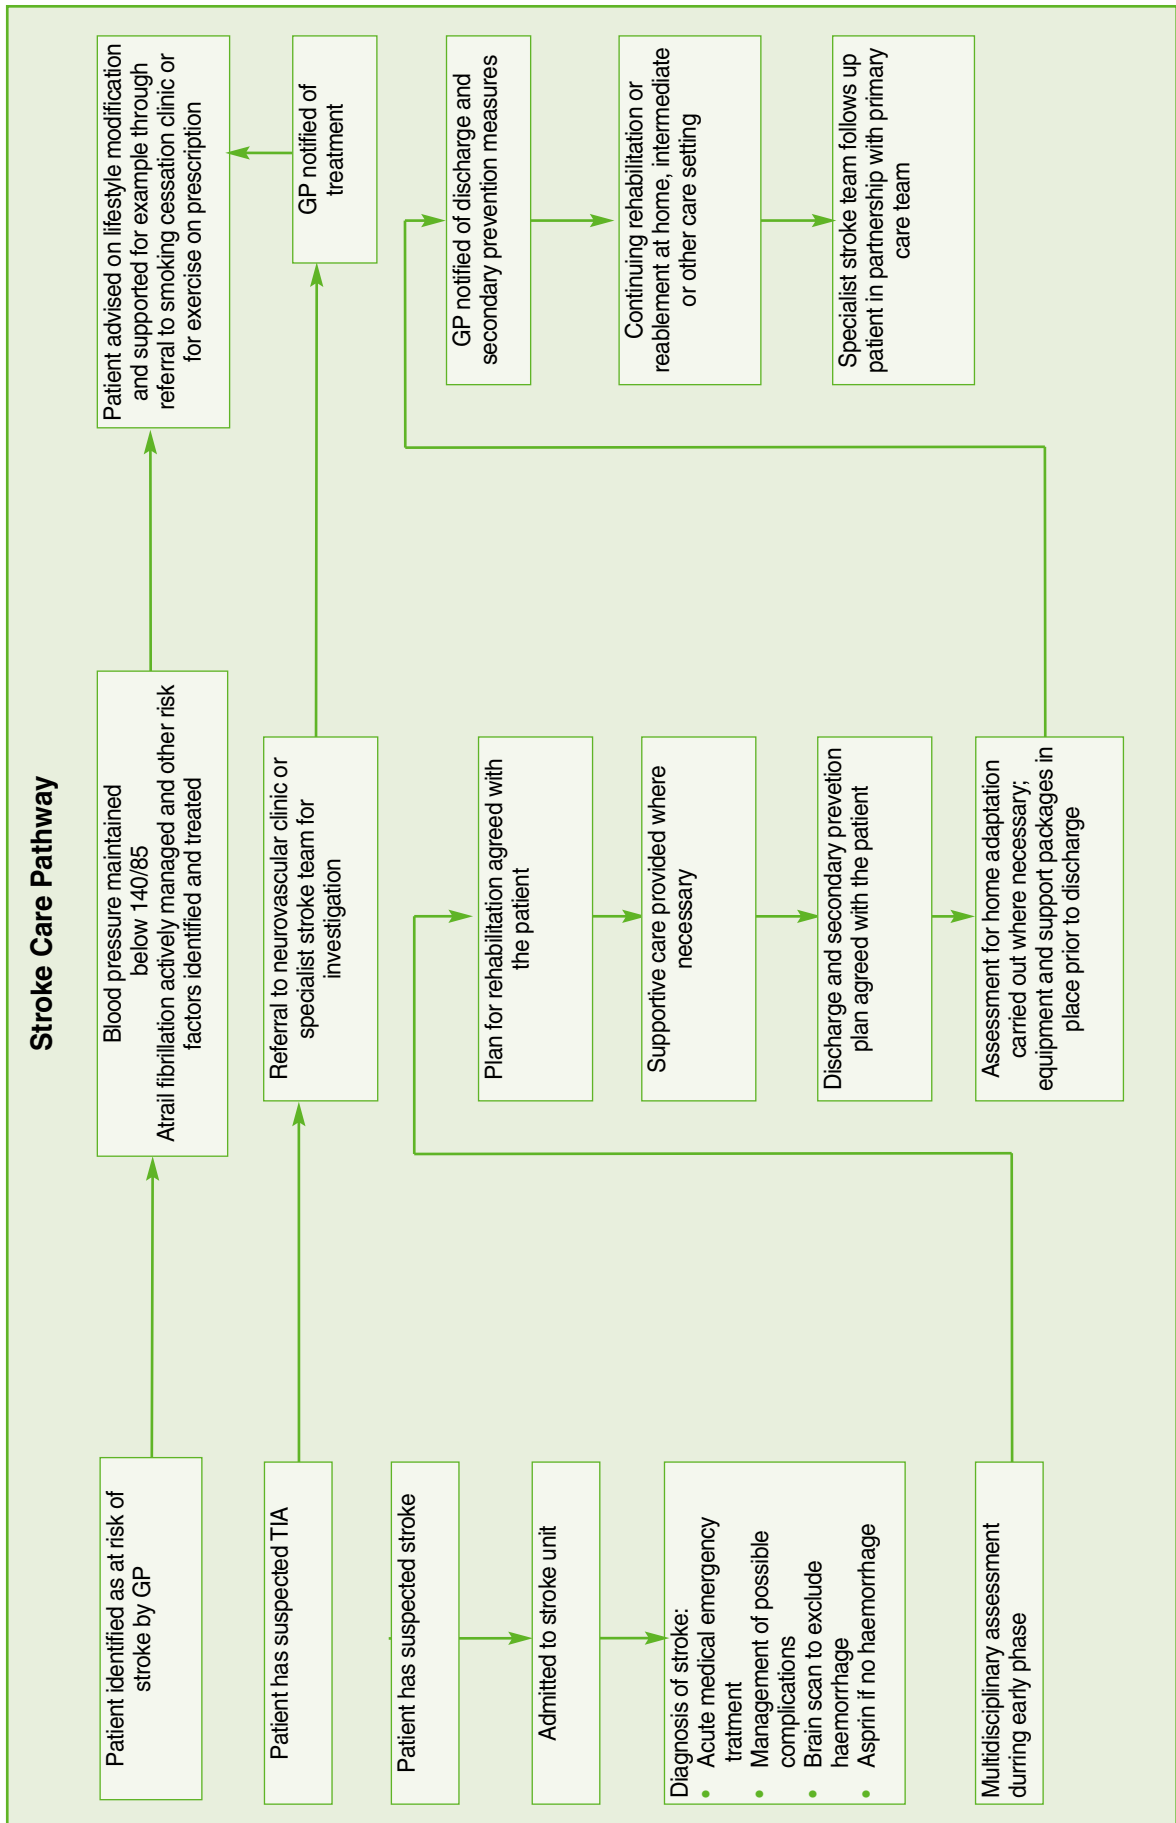 Stroke Care Pathway
Patient identified as at risk of
stroke by GP
Blood pressure maintained
below 140/85
Atrail fibrillation actively managed and other risk
factors identified and treated
Patient advised on lifestyle modification
and supported for example through
referral to smoking cessation clinic or
for exercise on prescription
Patient has suspected TIA
Referral to neurovascular clinic or
specialist stroke team for
investigation
GP notified of
treatment
Patient has suspected stroke
Admitted to stroke unit
Diagnosis of stroke:
• Acute medical emergency
tratment
• Management of possible
complications
• Brain scan to exclude
haemorrhage
• Asprin if no haemorrhage
Multidisciplinary assessment
durring early phase
Plan for rehabilitation agreed with
the patient
Supportive care provided where
necessary
Discharge and secondary prevetion
plan agreed with the patient
Assessment for home adaptation
carried out where necessary;
equipment and support packages in
place prior to discharge
GP notified of discharge and
secondary prevention measures
Continuing rehabilitation or
reablement at home, intermediate
or other care setting
Specialist stroke team follows up
patient in partnership with primary
care team